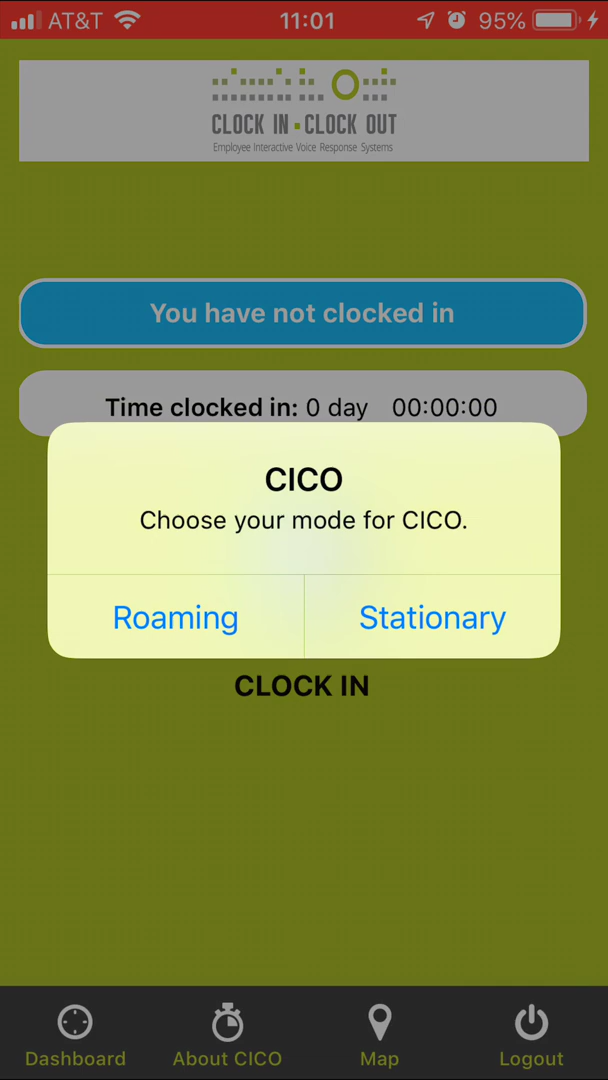 AT&T 11:01 95%
CLOCK IN CLOCK OUT
Employee Interactive Voice Response Systems
You have not clocked in
Time clocked in: 0 day 00:00:00
CICO
Choose your mode for CICO.
Roaming Stationary
CLOCK IN
Dashboard About CICO Map Logout